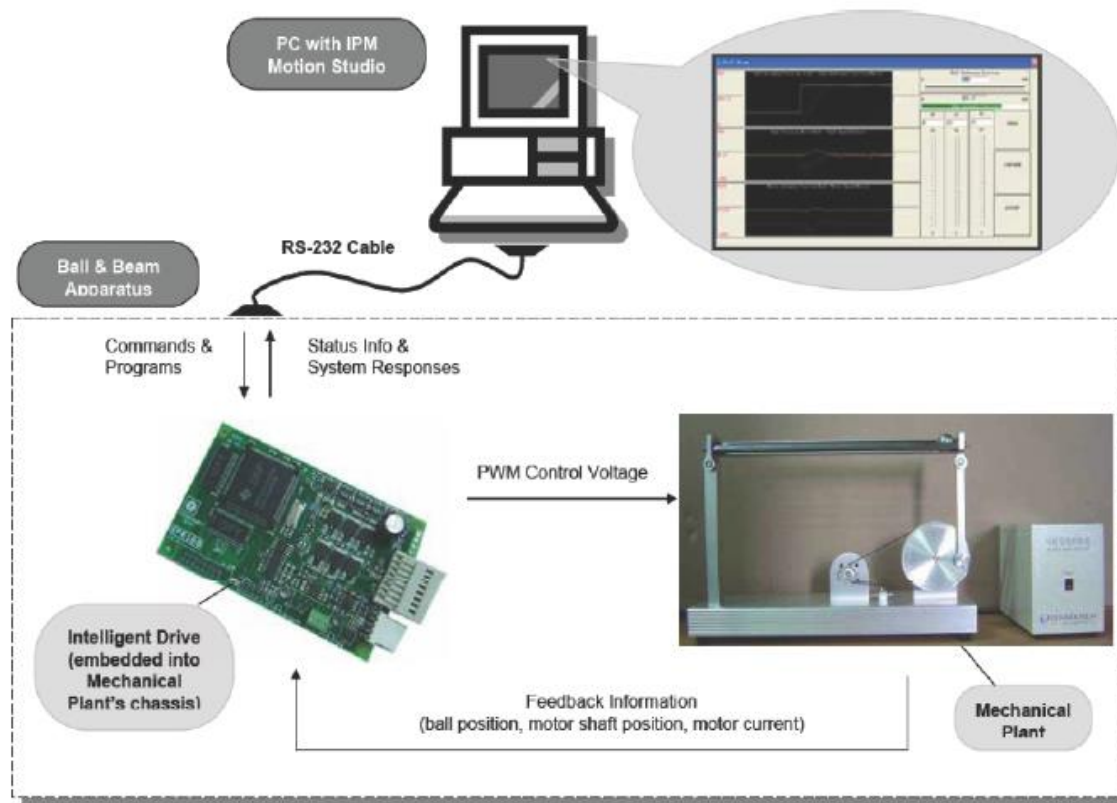 PC with IPM
Motion Studio
RS-232 Cable
Ball & Beam
Apparatus
Commands &
Programs
Status Info &
System Responses
PWM Control Voltage
Intelligent Drive
(embedded into
Mechanical
Plant's chassis)
Feedback Information
(ball position, motor shaft position, motor current)
Mechanical
Plant